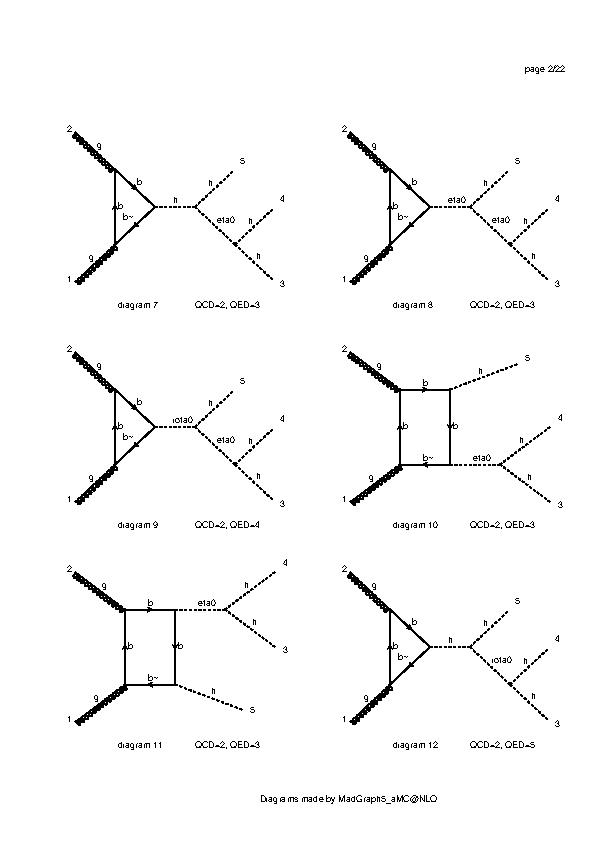 page 2/22
2 g b h h 5 eta0 4 h 3 b b~ g 1
diagram 7 QCD=2, QED=3
2 g b eta0 h 5 eta0 h 4 h 3 b b~ g 1
diagram 8 QCD=2, QED=3
2 g b iota0 h 5 eta0 h 4 h 3 b b~ g 1
diagram 9 QCD=2, QED=4
2 g b h 5 b b b~ eta0 h 4 h 3 g 1
diagram 10 QCD=2, QED=3
2 g b eta0 h 4 h 3 b b b~ h 5 g 1
diagram 11 QCD=2, QED=3
2 g b h h 5 iota0 h 4 h 3 b b~ g 1
diagram 12 QCD=2, QED=5
Diagrams made by MadGraph5_aMC@NLO